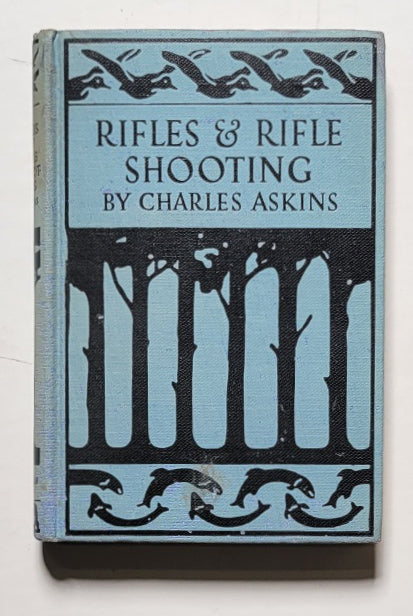 RIFLES & RIFLE
SHOOTING
BY CHARLES ASKINS